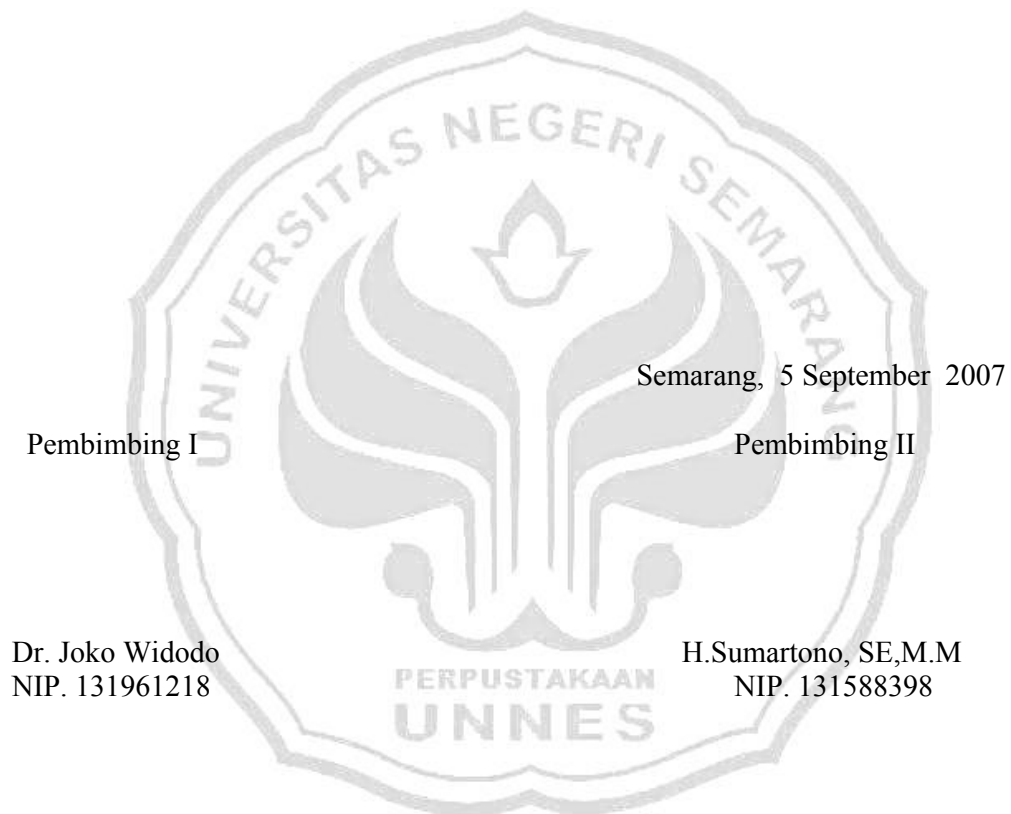 UNIVERSITAS NEGERI SEMARANG
Semarang, 5 September 2007
Pembimbing I Pembimbing II
Dr. Joko Widodo H.Sumartono, SE,M.M
NIP. 131961218 NIP. 131588398
PERPUSTAKAAN
UNNES